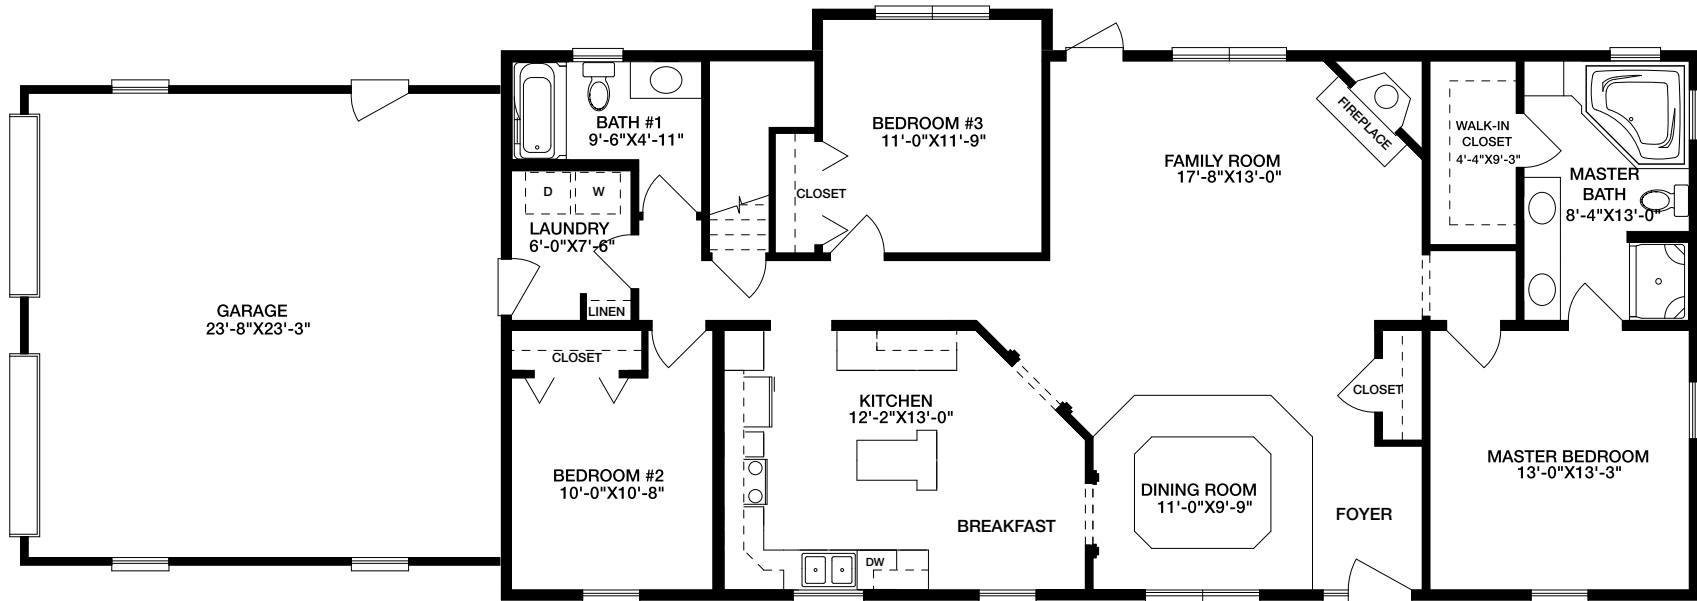 GARAGE
23'-8"X23'-3"
BATH #1
9'-6"X4'-11"
D
W
LAUNDRY
6'-0"X7'-6"
LINEN
CLOSET
BEDROOM #2
10'-0"X10'-8"
BEDROOM #3
11'-0"X11'-9"
CLOSET
KITCHEN
12'-2"X13'-0"
BREAKFAST
DW
FAMILY ROOM
17'-8"X13'-0"
FIREPLACE
DINING ROOM
11'-0"X9'-9"
FOYER
CLOSET
WALK-IN
CLOSET
4'-4"X9'-3"
MASTER
BATH
8'-4"X13'-0"
MASTER BEDROOM
13'-0"X13'-3"